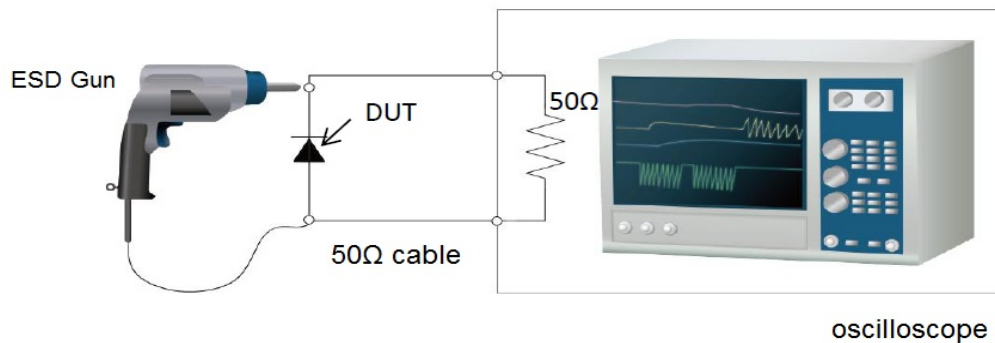 ESD Gun
DUT
50Ω
50Ω cable
oscilloscope